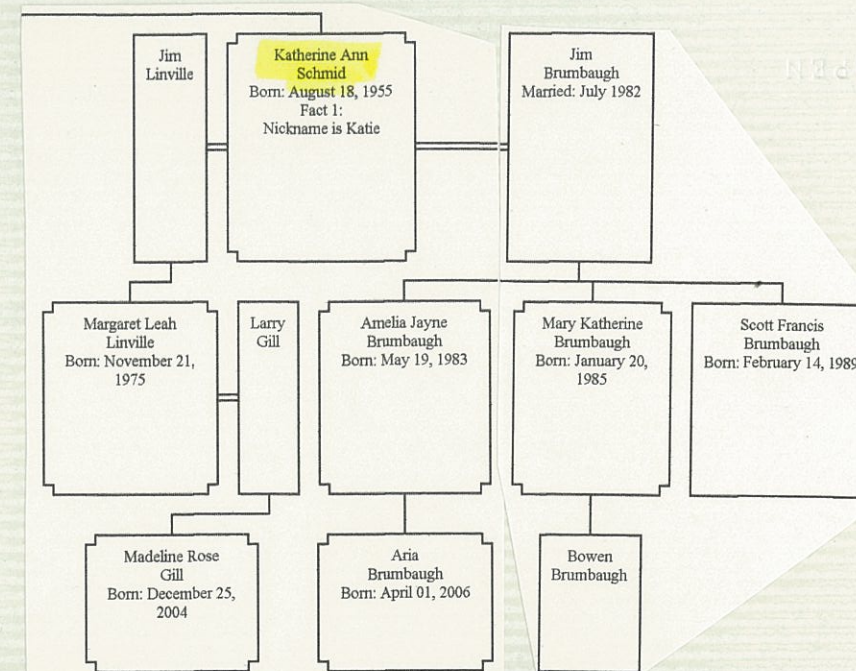 Jim
Linville
Katherine Ann
Schmid
Born: August 18, 1955
Fact 1:
Nickname is Katie
Jim
Brumbaugh
Married: July 1982
Margaret Leah
Linville
Born: November 21,
1975
Larry
Gill
Amelia Jayne
Brumbaugh
Born: May 19, 1983
Mary Katherine
Brumbaugh
Born: January 20,
1985
Scott Francis
Brumbaugh
Born: February 14, 1989
Madeline Rose
Gill
Born: December 25,
2004
Aria
Brumbaugh
Born: April 01, 2006
Bowen
Brumbaugh